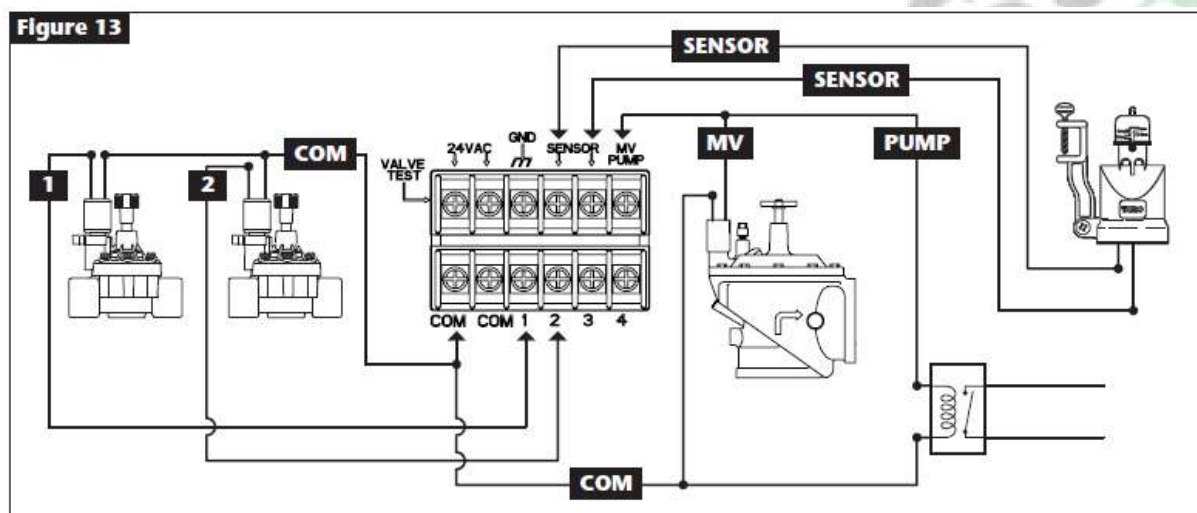 Figure 13
SENSOR
SENSOR
GND
24VAC
SENSOR
MV
PUMP
VALVE
TEST
COM
MV
PUMP
1
2
COM COM 1 2 3 4
COM